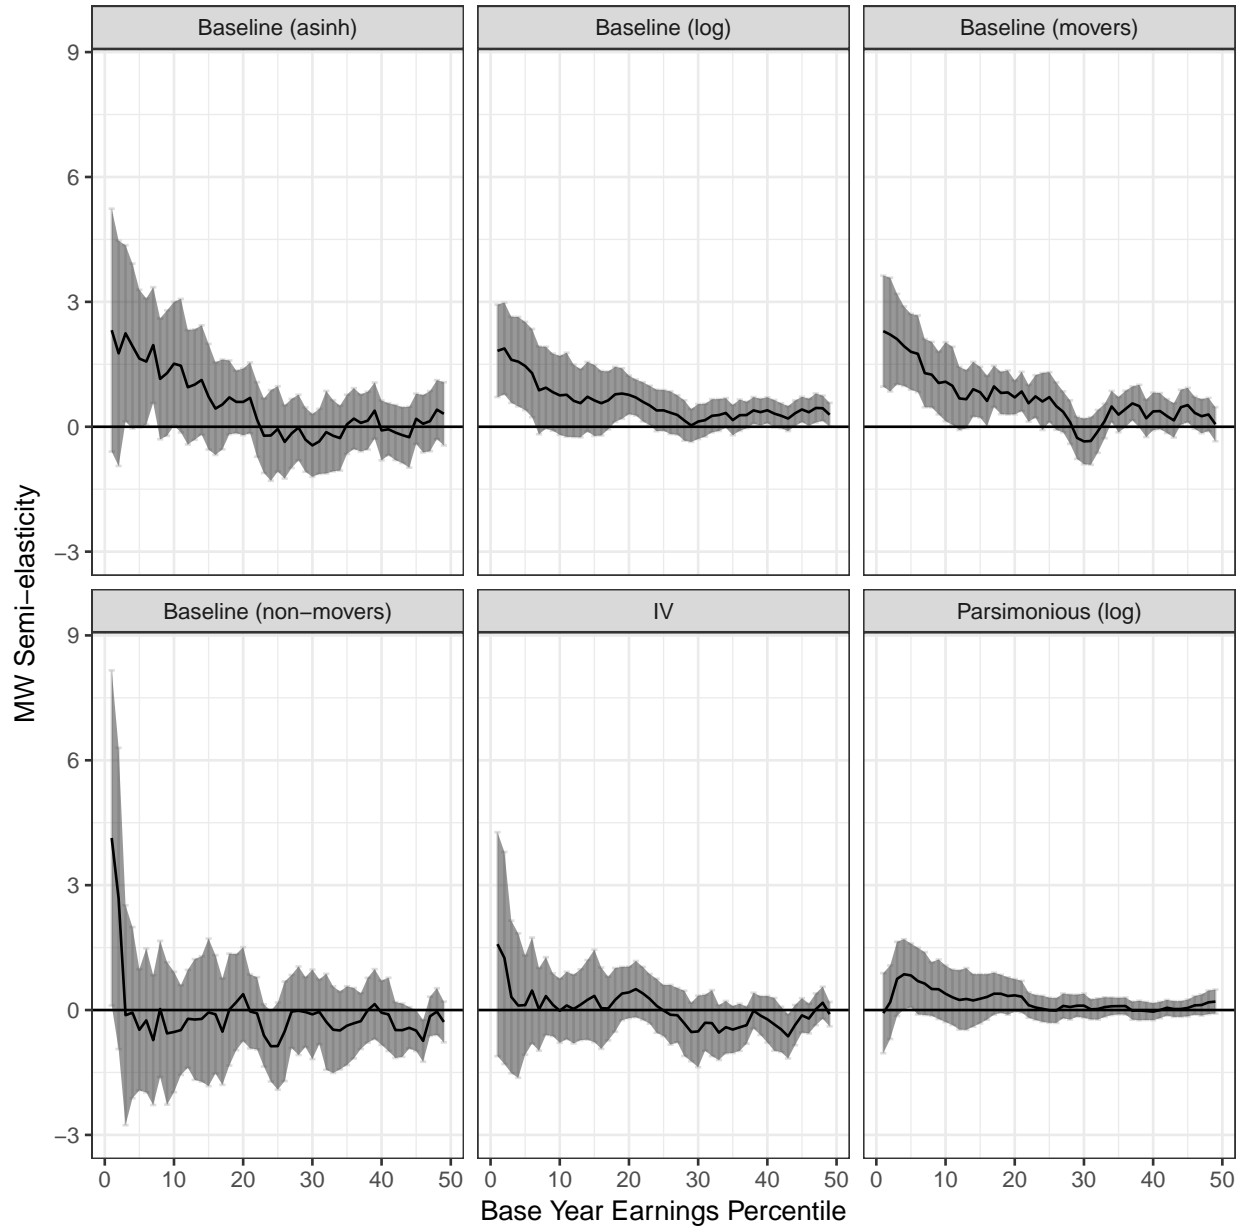 Baseline (asinh)
Baseline (log)
Baseline (movers)
9
6
3
0
−3
Baseline (non−movers)
IV
Parsimonious (log)
9
6
3
0
−3
0 10 20 30 40 50
0 10 20 30 40 50
0 10 20 30 40 50
MW Semi−elasticity
Base Year Earnings Percentile